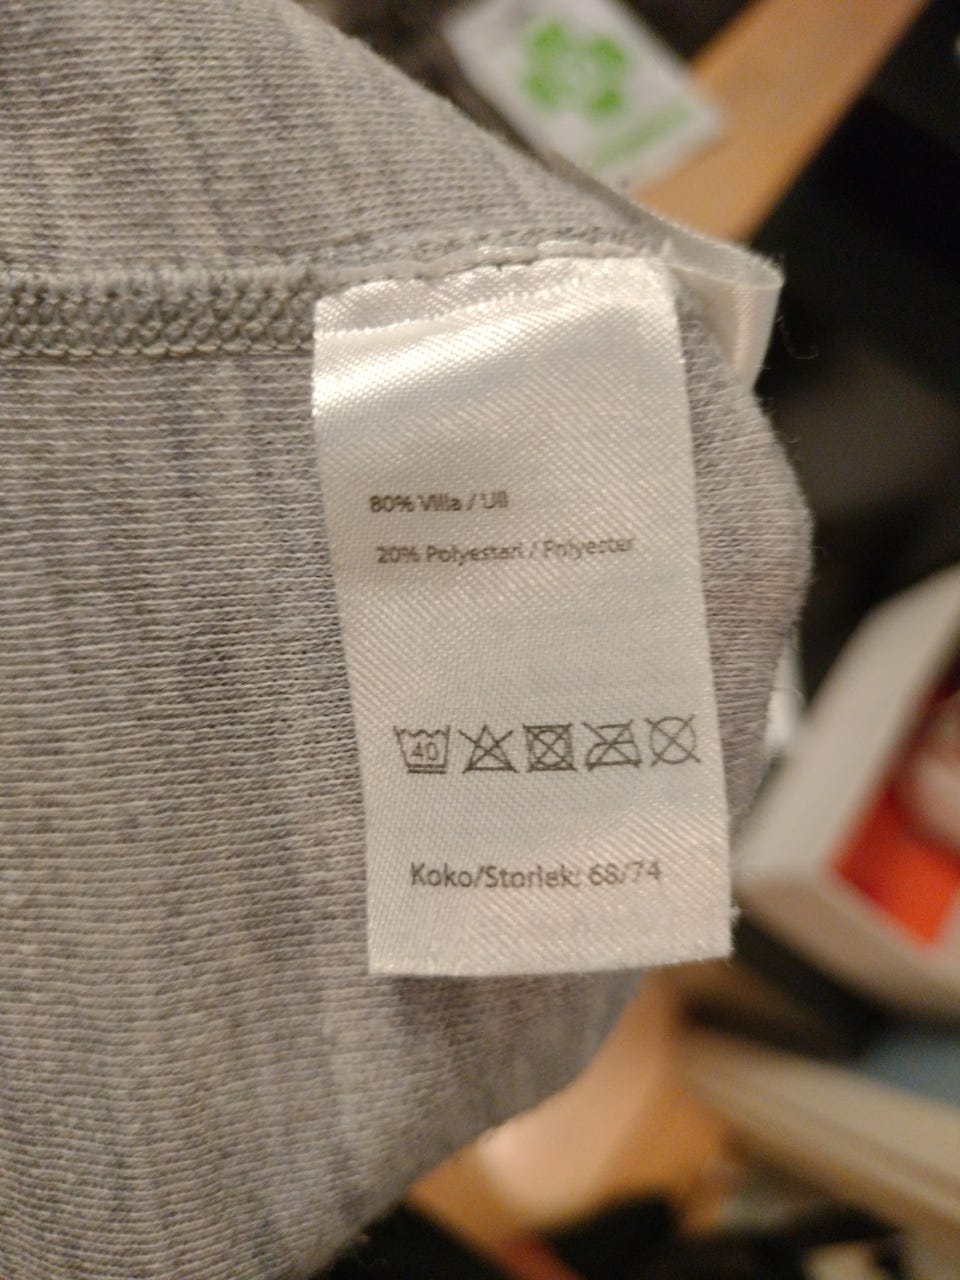 80% Villa / Ull
20% Polyesteri / Polyester
40
Koko/Storlek: 68/74